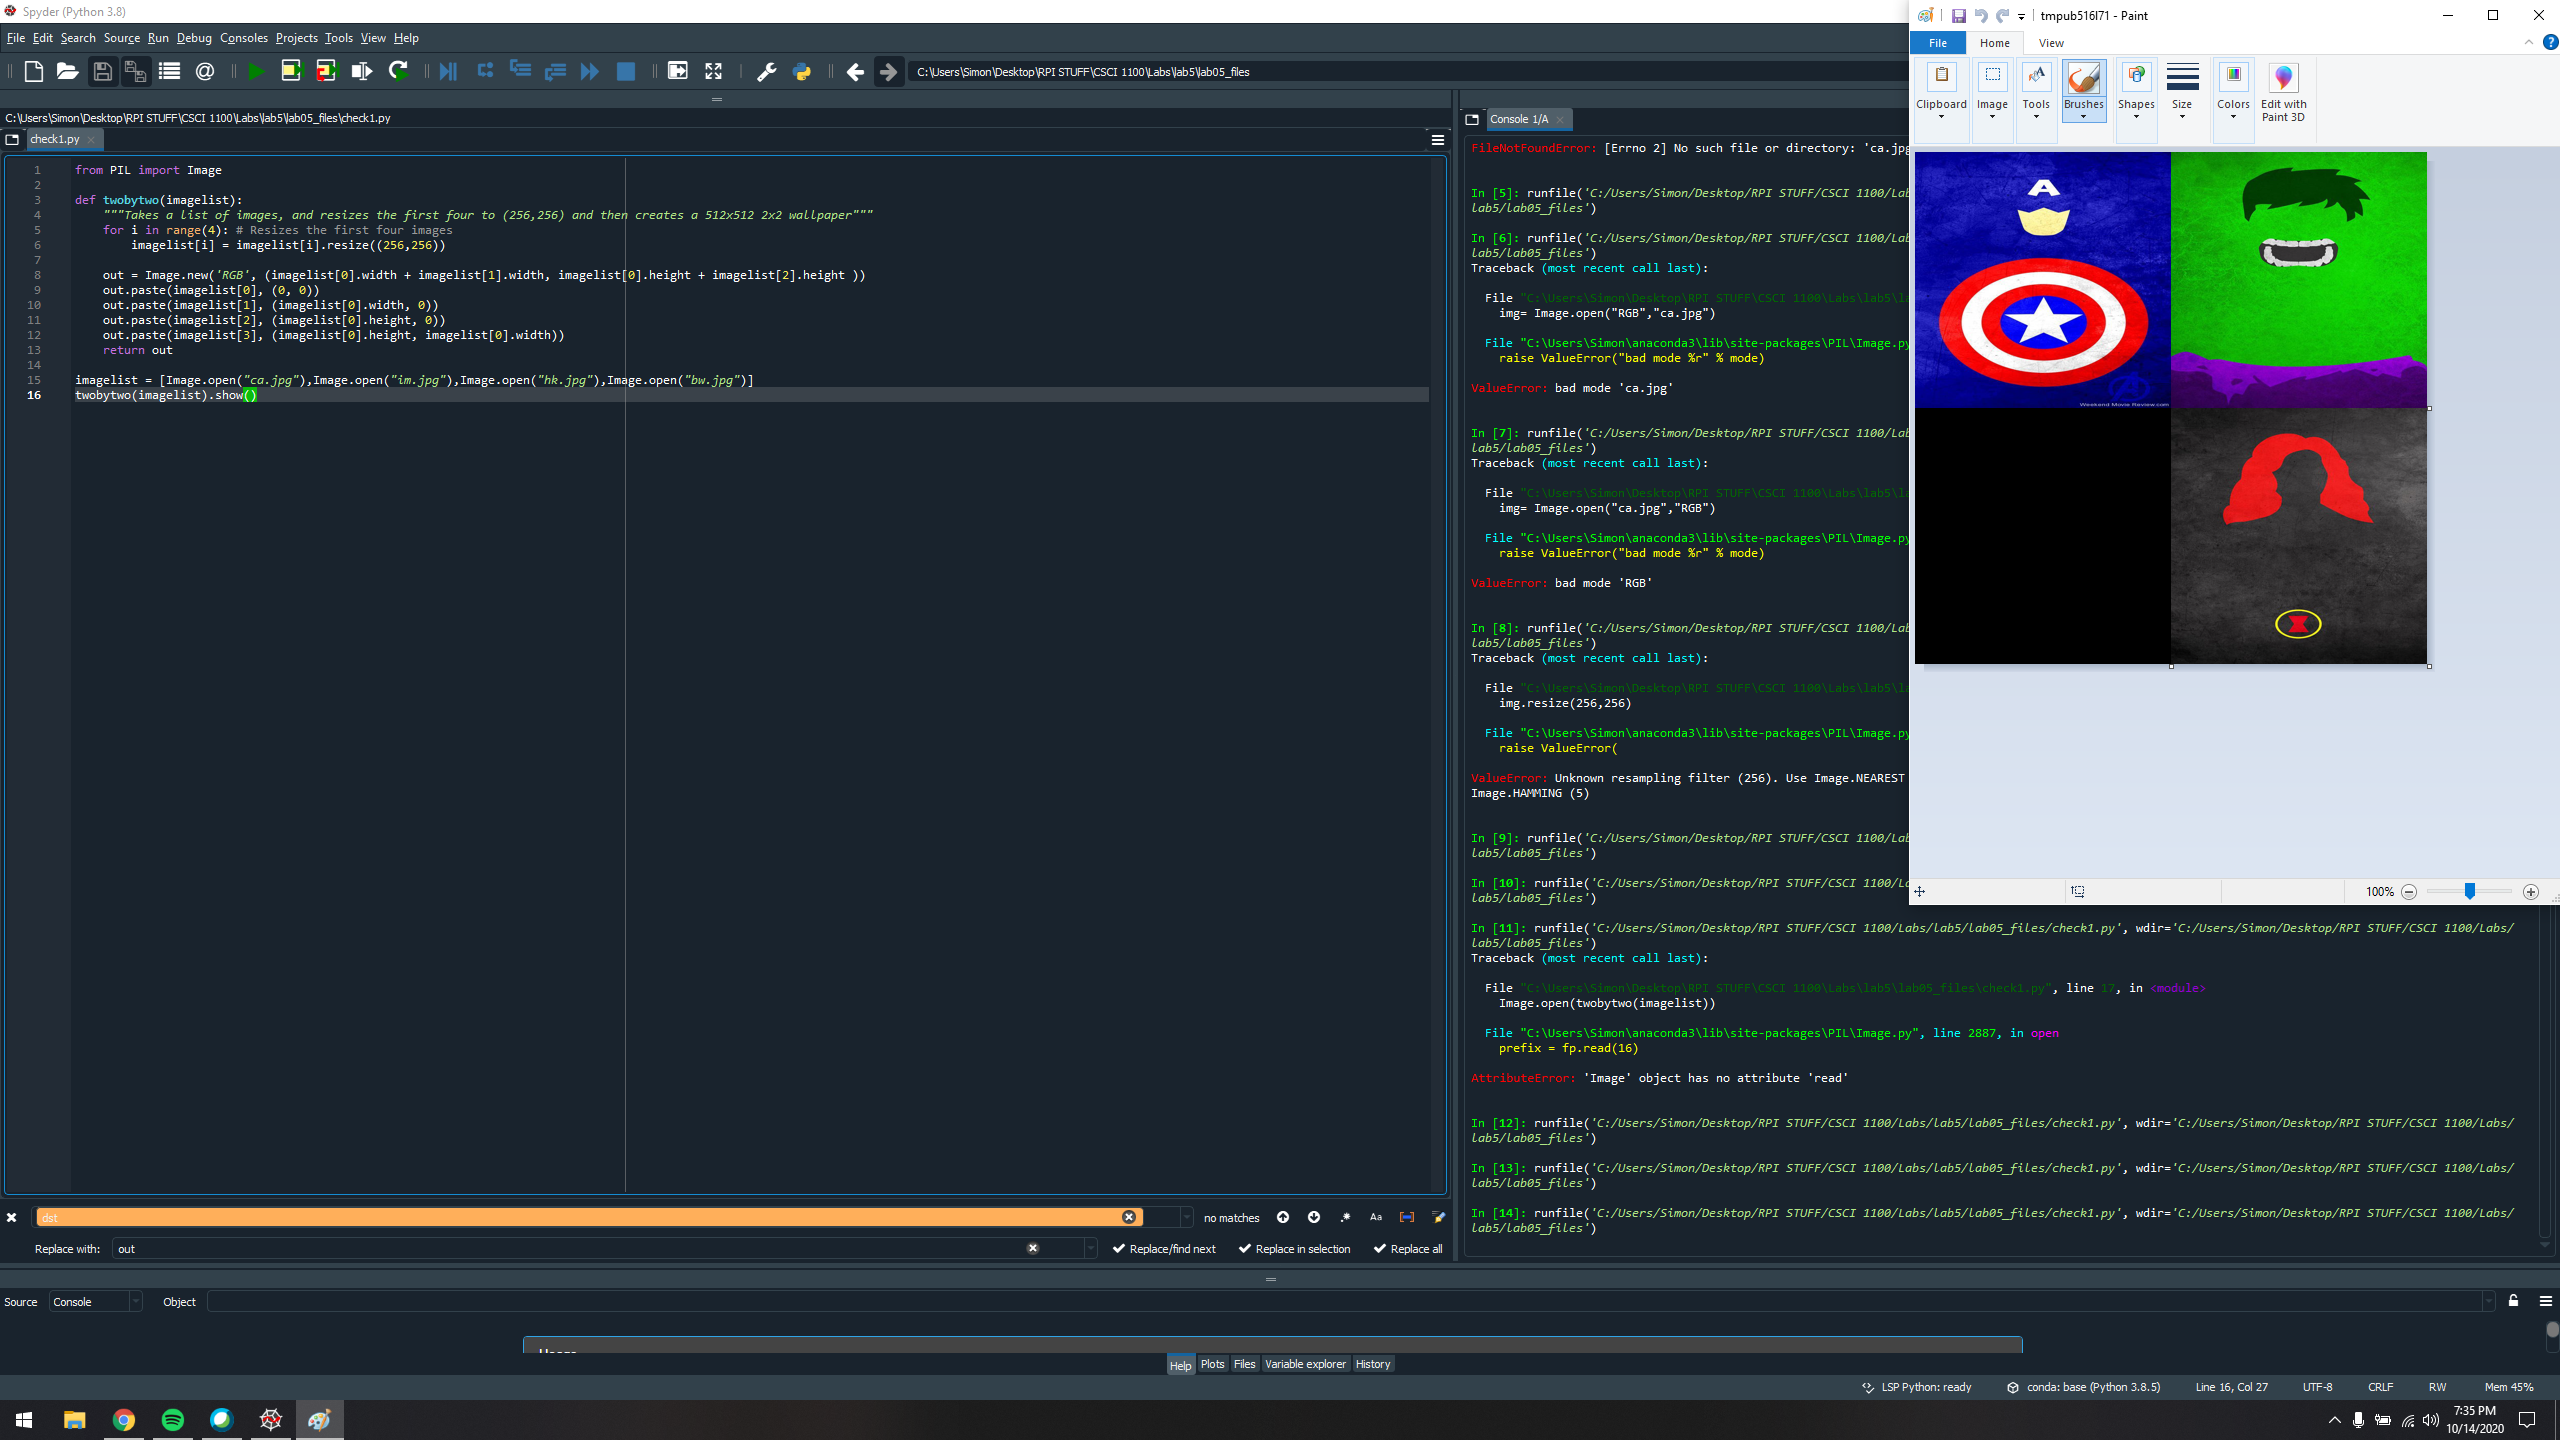 Spyder (Python 3.8)
File Edit Search Source Run Debug Consoles Projects Tools View Help
C:\Users\Simon\Desktop\RPI STUFF\CSCI 1100\Labs\lab5\lab05_files
C:\Users\Simon\Desktop\RPI STUFF\CSCI 1100\Labs\lab5\lab05_files\check1.py
check1.py
1 from PIL import Image
2
3 def twobytwo(imagelist):
4 """Takes a list of images, and resizes the first four to (256,256) and then creates a 512x512 2x2 wallpaper"""
5 for i in range(4): # Resizes the first four images
6 imagelist[i] = imagelist[i].resize((256,256))
7
8 out = Image.new('RGB', (imagelist[0].width + imagelist[1].width, imagelist[0].height + imagelist[2].height ))
9 out.paste(imagelist[0], (0, 0))
10 out.paste(imagelist[1], (imagelist[0].width, 0))
11 out.paste(imagelist[2], (imagelist[0].height, 0))
12 out.paste(imagelist[3], (imagelist[0].height, imagelist[0].width))
13 return out
14
15 imagelist = [Image.open("ca.jpg"),Image.open("im.jpg"),Image.open("hk.jpg"),Image.open("bw.jpg")]
16 twobytwo(imagelist).show()
dst
no matches
Aa
Replace with: out
Replace/find next Replace in selection Replace all
Console 1/A
FileNotFoundError: [Errno 2] No such file or directory: 'ca.jpg
In [5]: runfile('C:/Users/Simon/Desktop/RPI STUFF/CSCI 1100/Lab
lab5/lab05_files')
In [6]: runfile('C:/Users/Simon/Desktop/RPI STUFF/CSCI 1100/Lab
lab5/lab05_files')
Traceback (most recent call last):
File "C:\Users\Simon\Desktop\RPI STUFF\CSCI 1100\Labs\lab5\la
img= Image.open("RGB","ca.jpg")
File "C:\Users\Simon\anaconda3\lib\site-packages\PIL\Image.py
raise ValueError("bad mode %r" % mode)
ValueError: bad mode 'ca.jpg'
In [7]: runfile('C:/Users/Simon/Desktop/RPI STUFF/CSCI 1100/Lab
lab5/lab05_files')
Traceback (most recent call last):
File "C:\Users\Simon\Desktop\RPI STUFF\CSCI 1100\Labs\lab5\la
img= Image.open("ca.jpg","RGB")
File "C:\Users\Simon\anaconda3\lib\site-packages\PIL\Image.py
raise ValueError("bad mode %r" % mode)
ValueError: bad mode 'RGB'
In [8]: runfile('C:/Users/Simon/Desktop/RPI STUFF/CSCI 1100/Lab
lab5/lab05_files')
Traceback (most recent call last):
File "C:\Users\Simon\Desktop\RPI STUFF\CSCI 1100\Labs\lab5\la
img.resize(256,256)
File "C:\Users\Simon\anaconda3\lib\site-packages\PIL\Image.py
raise ValueError(
ValueError: Unknown resampling filter (256). Use Image.NEAREST
Image.HAMMING (5)
In [9]: runfile('C:/Users/Simon/Desktop/RPI STUFF/CSCI 1100/Lab
lab5/lab05_files')
In [10]: runfile('C:/Users/Simon/Desktop/RPI STUFF/CSCI 1100/La
lab5/lab05_files')
In [11]: runfile('C:/Users/Simon/Desktop/RPI STUFF/CSCI 1100/Labs/lab5/lab05_files/check1.py', wdir='C:/Users/Simon/Desktop/RPI STUFF/CSCI 1100/Labs/
lab5/lab05_files')
Traceback (most recent call last):
File "C:\Users\Simon\Desktop\RPI STUFF\CSCI 1100\Labs\lab5\lab05_files\check1.py", line 17, in <module>
Image.open(twobytwo(imagelist))
File "C:\Users\Simon\anaconda3\lib\site-packages\PIL\Image.py", line 2887, in open
prefix = fp.read(16)
AttributeError: 'Image' object has no attribute 'read'
In [12]: runfile('C:/Users/Simon/Desktop/RPI STUFF/CSCI 1100/Labs/lab5/lab05_files/check1.py', wdir='C:/Users/Simon/Desktop/RPI STUFF/CSCI 1100/Labs/
lab5/lab05_files')
In [13]: runfile('C:/Users/Simon/Desktop/RPI STUFF/CSCI 1100/Labs/lab5/lab05_files/check1.py', wdir='C:/Users/Simon/Desktop/RPI STUFF/CSCI 1100/Labs/
lab5/lab05_files')
In [14]: runfile('C:/Users/Simon/Desktop/RPI STUFF/CSCI 1100/Labs/lab5/lab05_files/check1.py', wdir='C:/Users/Simon/Desktop/RPI STUFF/CSCI 1100/Labs/
lab5/lab05_files')
tmpub516l71 - Paint
File Home View
Clipboard Image Tools Brushes Shapes Size Colors Edit with
Paint 3D
A
Weekend Movie Review.com
100%
Source Console Object
Help Plots Files Variable explorer History
LSP Python: ready conda: base (Python 3.8.5) Line 16, Col 27 UTF-8 CRLF RW Mem 45%
7:35 PM
10/14/2020